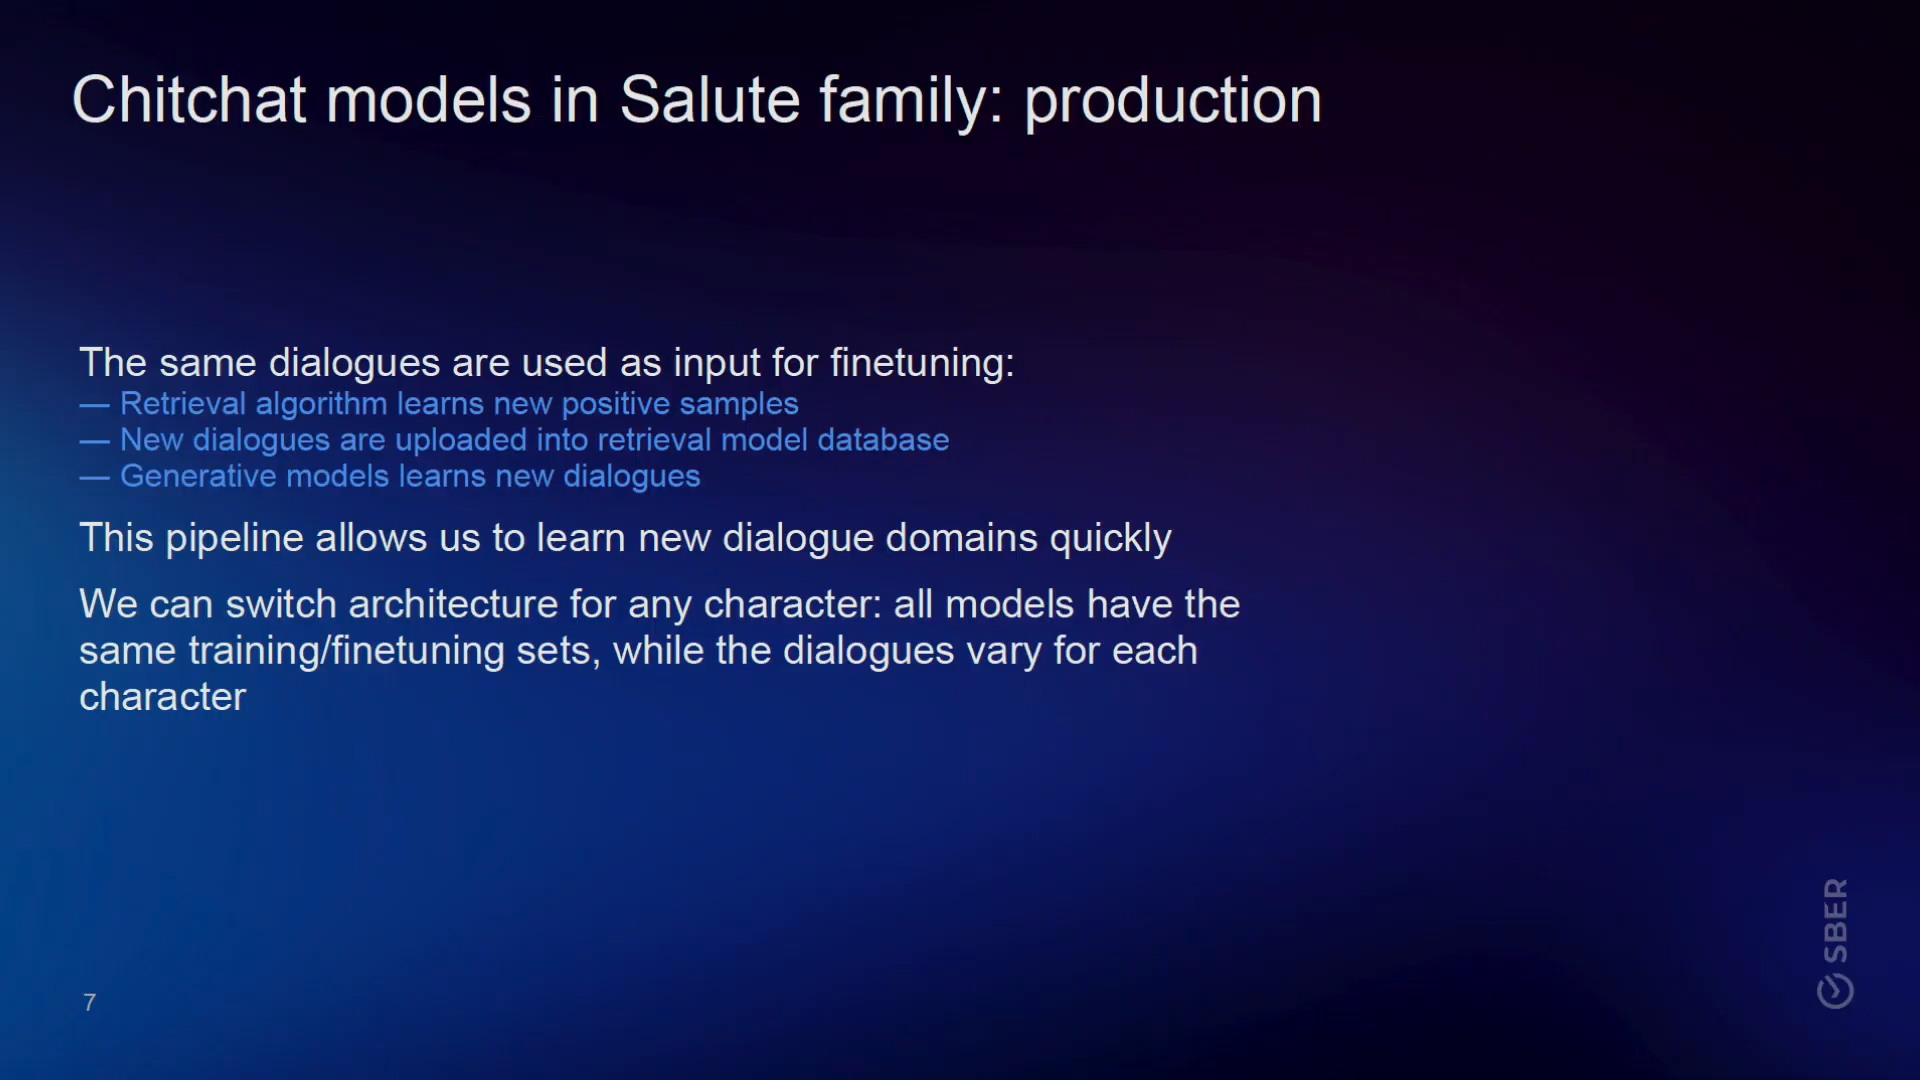 Chitchat models in Salute family: production
The same dialogues are used as input for finetuning:
— Retrieval algorithm learns new positive samples
— New dialogues are uploaded into retrieval model database
— Generative models learns new dialogues
This pipeline allows us to learn new dialogue domains quickly
We can switch architecture for any character: all models have the
same training/finetuning sets, while the dialogues vary for each
character
7
SBER